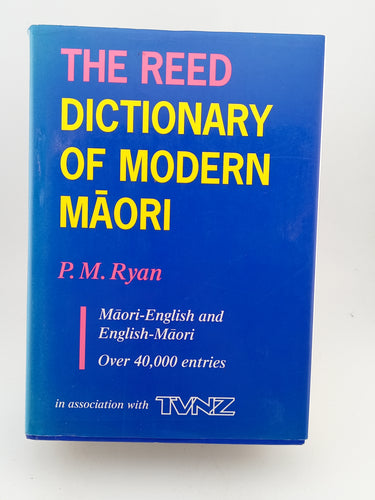 THE REED
DICTIONARY
OF MODERN
MĀORI
P. M. Ryan
Māori-English and
English-Māori
Over 40,000 entries
in association with TVNZ